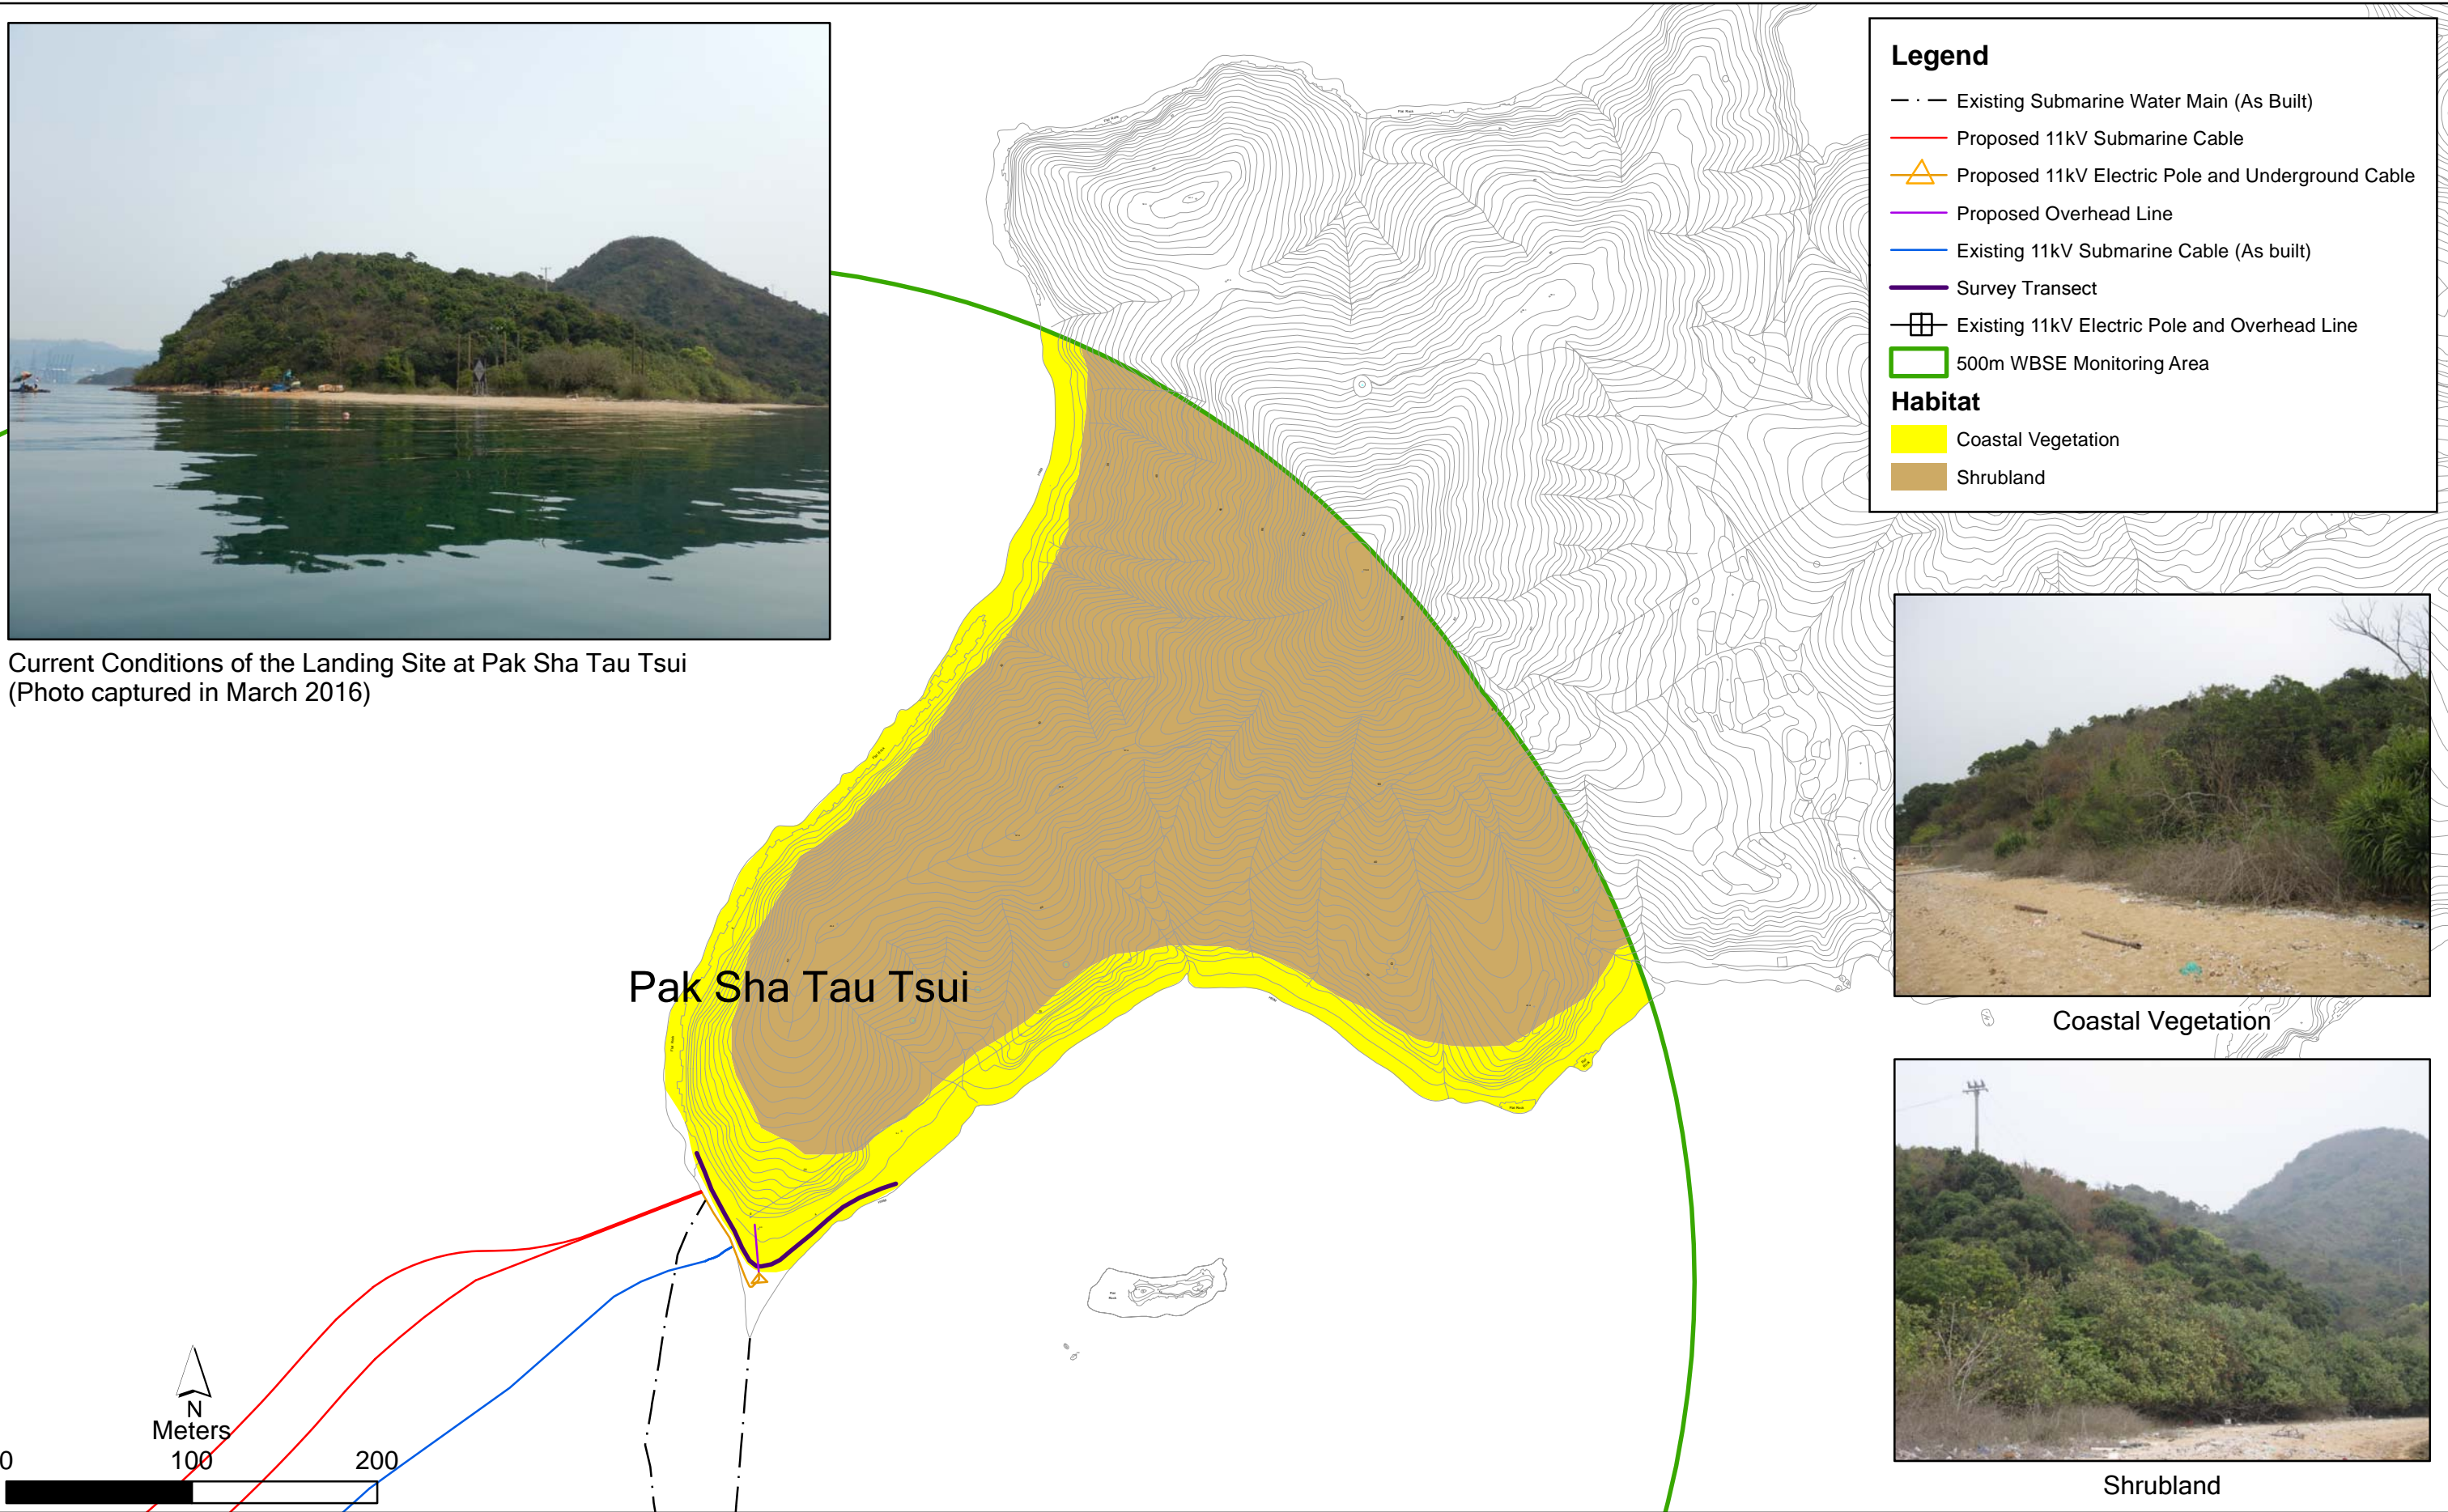 Legend
Existing Submarine Water Main (As Built)
Proposed 11kV Submarine Cable
Proposed 11kV Electric Pole and Underground Cable
Proposed Overhead Line
Existing 11kV Submarine Cable (As built)
Survey Transect
Existing 11kV Electric Pole and Overhead Line
500m WBSE Monitoring Area
Habitat
Coastal Vegetation
Shrubland
Current Conditions of the Landing Site at Pak Sha Tau Tsui
(Photo captured in March 2016)
Pak Sha Tau Tsui
Coastal Vegetation
Shrubland
N
Meters
0 100 200